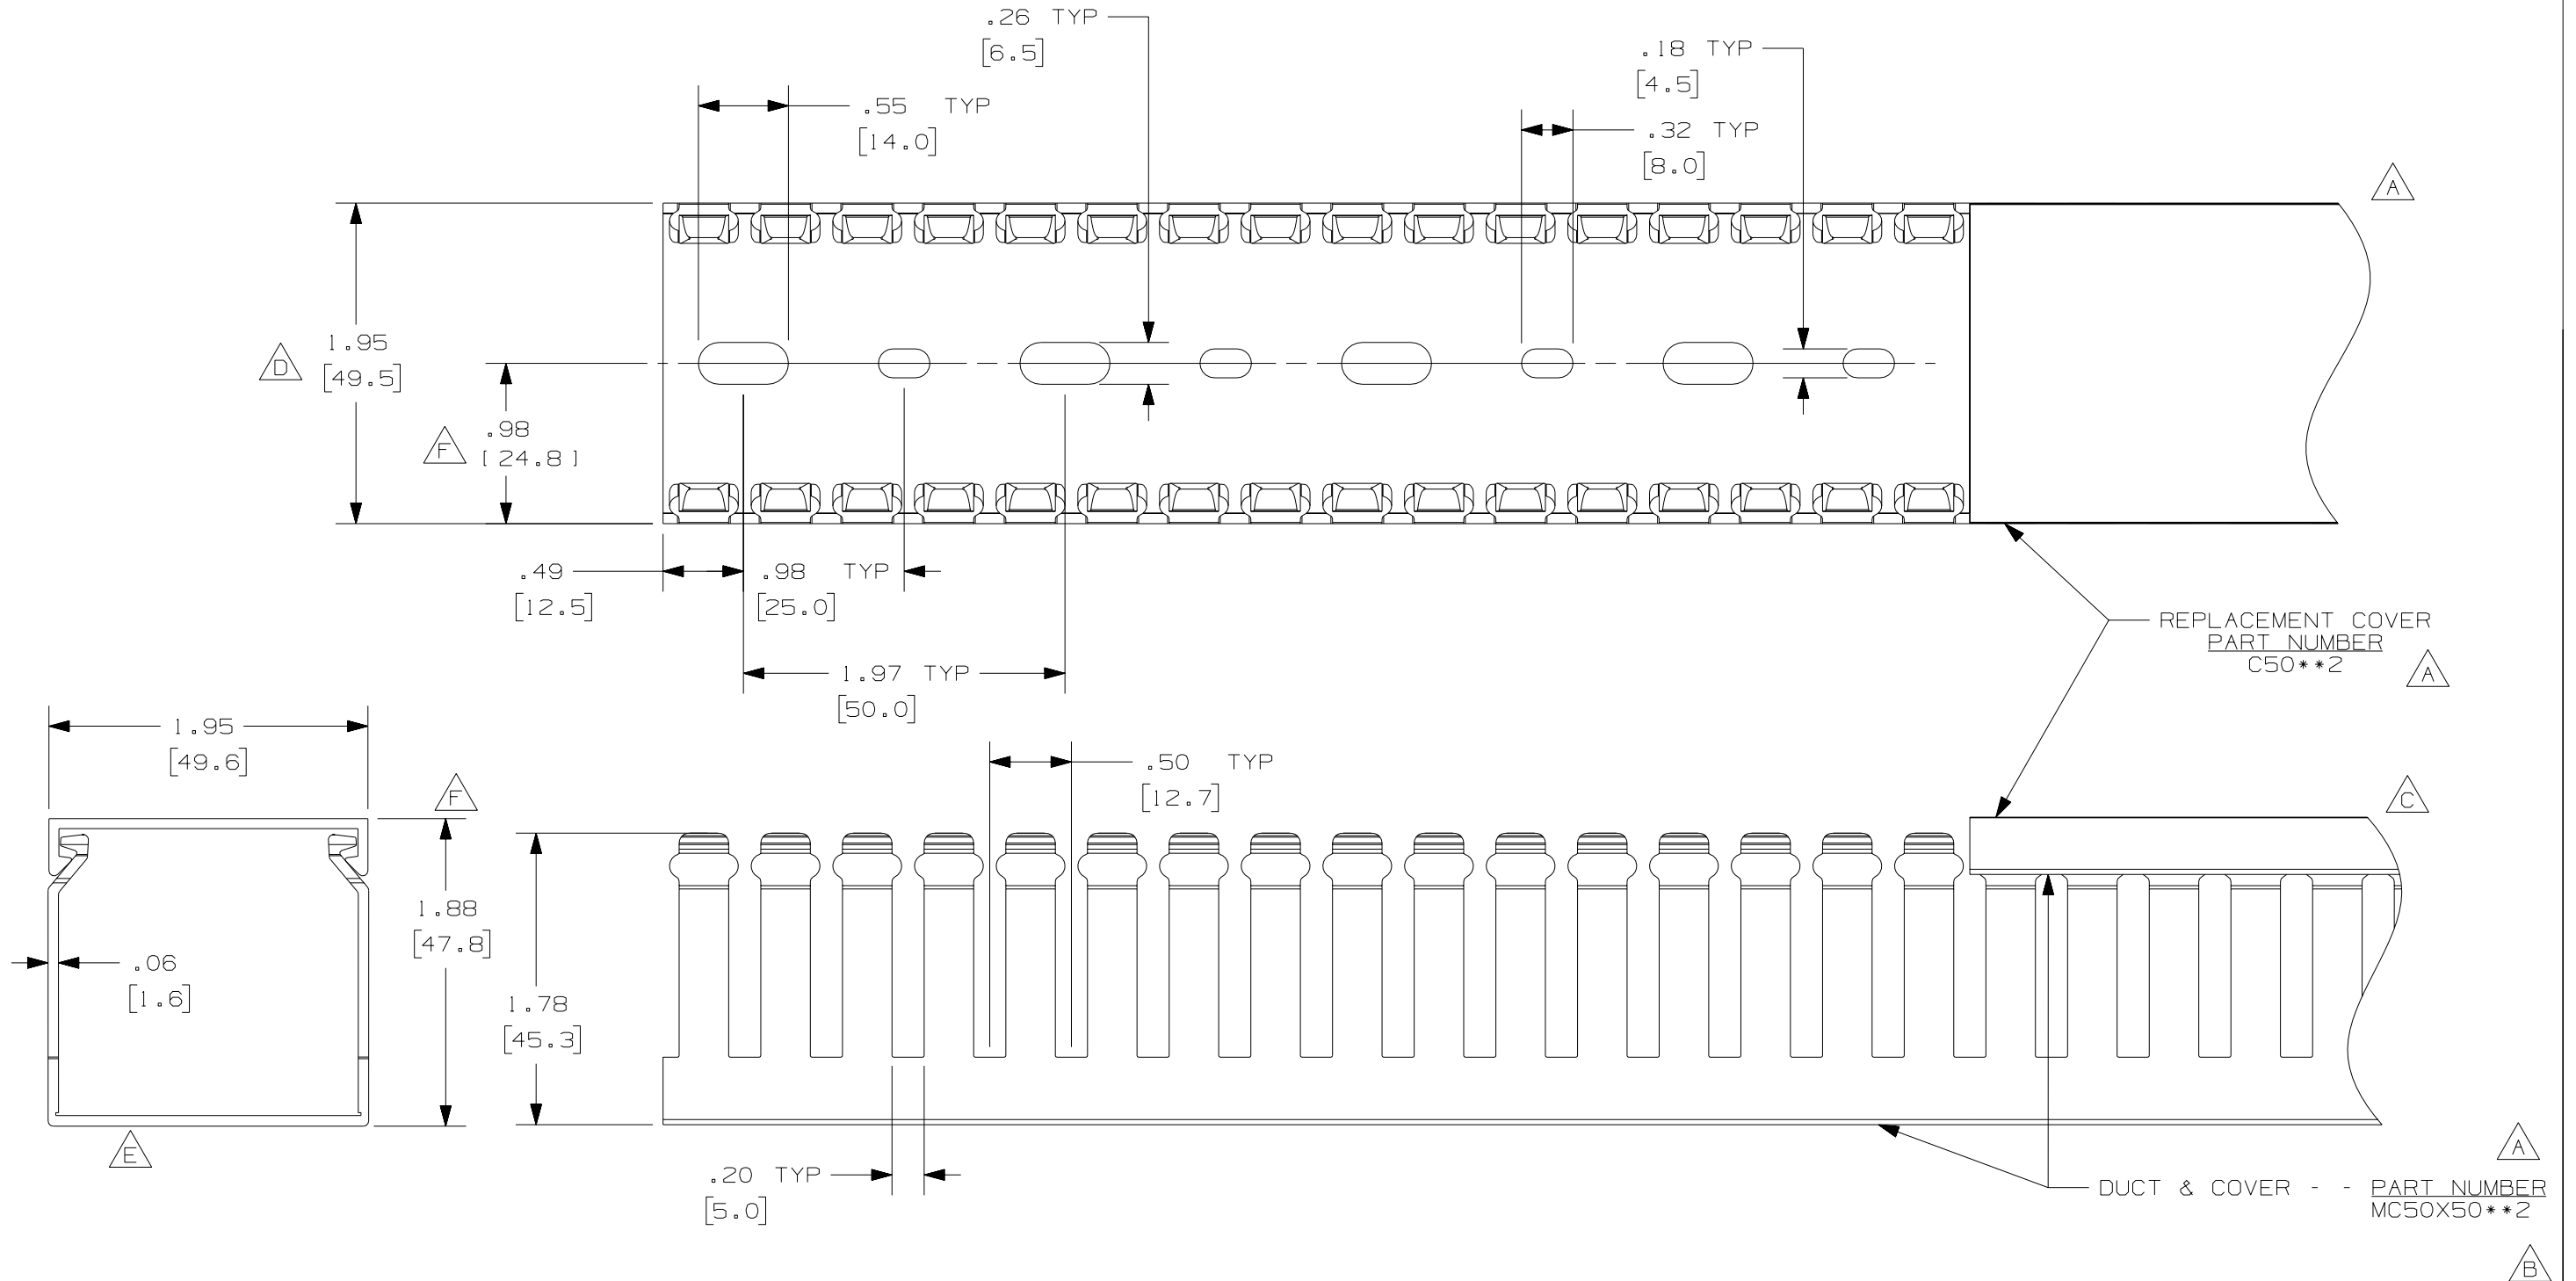 .26 TYP
[6.5]
.18 TYP
[4.5]
.55 TYP
[14.0]
.32 TYP
[8.0]
A
1.95
[49.5]
D
.98
[24.8]
F
.49
[12.5]
.98 TYP
[25.0]
REPLACEMENT COVER
PART NUMBER
C50**2
A
1.97 TYP
[50.0]
1.95
[49.6]
F
.50 TYP
[12.7]
C
1.88
[47.8]
.06
[1.6]
1.78
[45.3]
E
.20 TYP
[5.0]
A
DUCT & COVER - - PART NUMBER
MC50X50**2
B